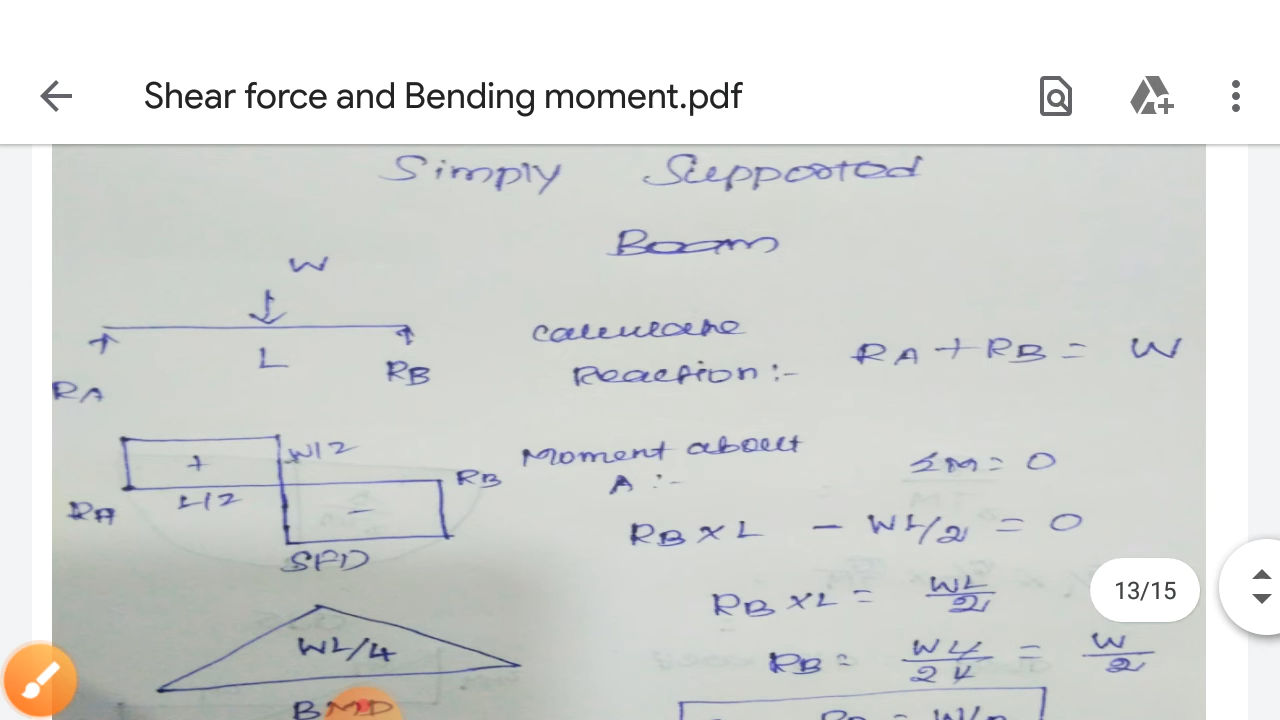 Shear force and Bending moment.pdf
Simply Supported
Beam
W
L
RA
RB
W/2
+
L/2
RA
RB
-
SFD
WL/4
BMD
Calculate
Reaction :-
RA + RB = W
Moment about
A :-
ΣM = 0
RB × L - WL/2 = 0
RB × L = WL/2
RB = WL/2L = W/2
13/15